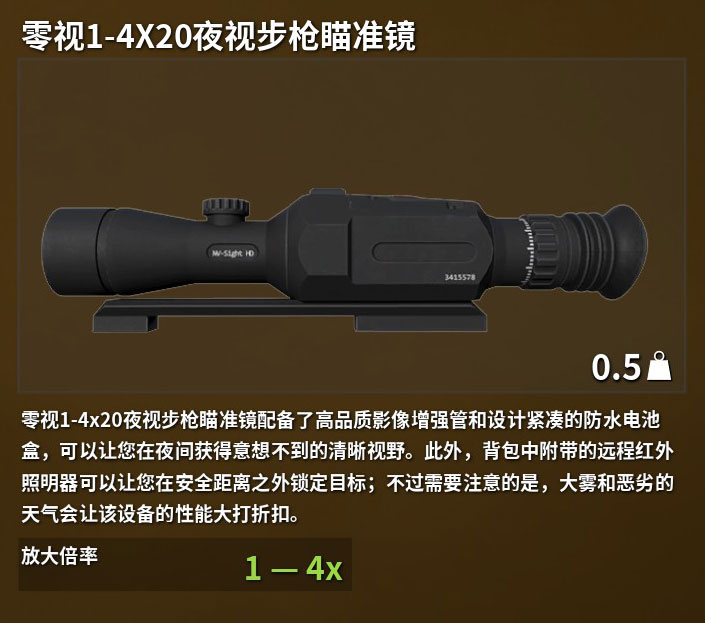 零视1-4X20夜视步枪瞄准镜
NV-Sight HD
3415578
0.5
零视1-4x20夜视步枪瞄准镜配备了高品质影像增强管和设计紧凑的防水电池
盒，可以让您在夜间获得意想不到的清晰视野。此外，背包中附带的远程红外
照明器可以让您在安全距离之外锁定目标；不过需要注意的是，大雾和恶劣的
天气会让该设备的性能大打折扣。
放大倍率
1 — 4x